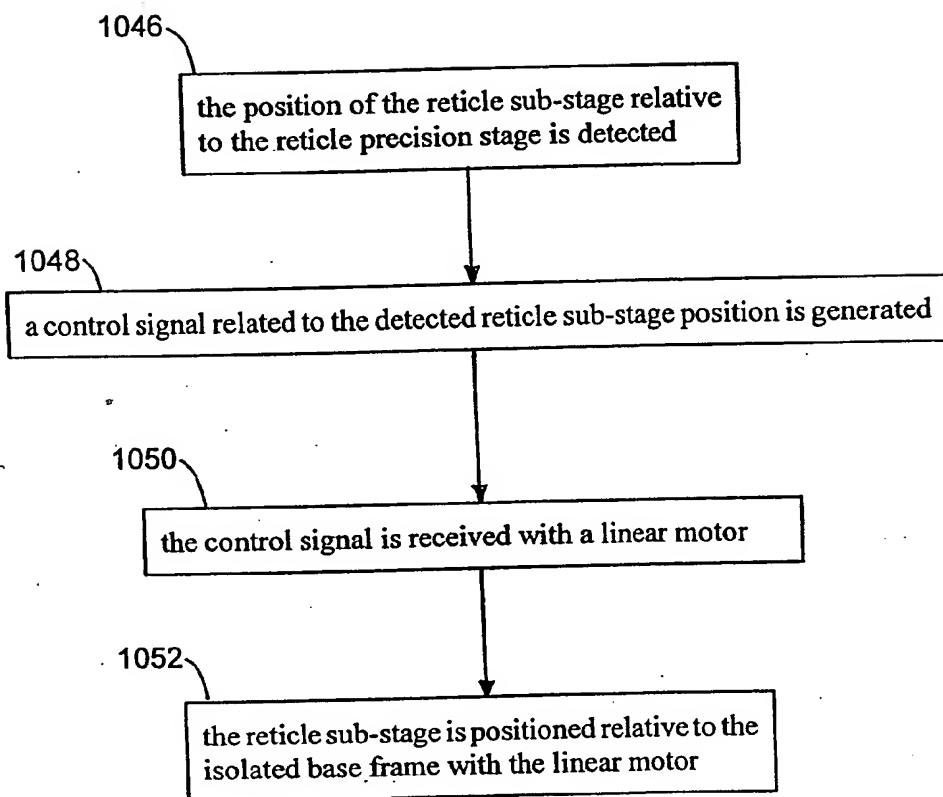 1046
the position of the reticle sub-stage relative
to the reticle precision stage is detected
1048
a control signal related to the detected reticle sub-stage position is generated
1050
the control signal is received with a linear motor
1052
the reticle sub-stage is positioned relative to the
isolated base frame with the linear motor